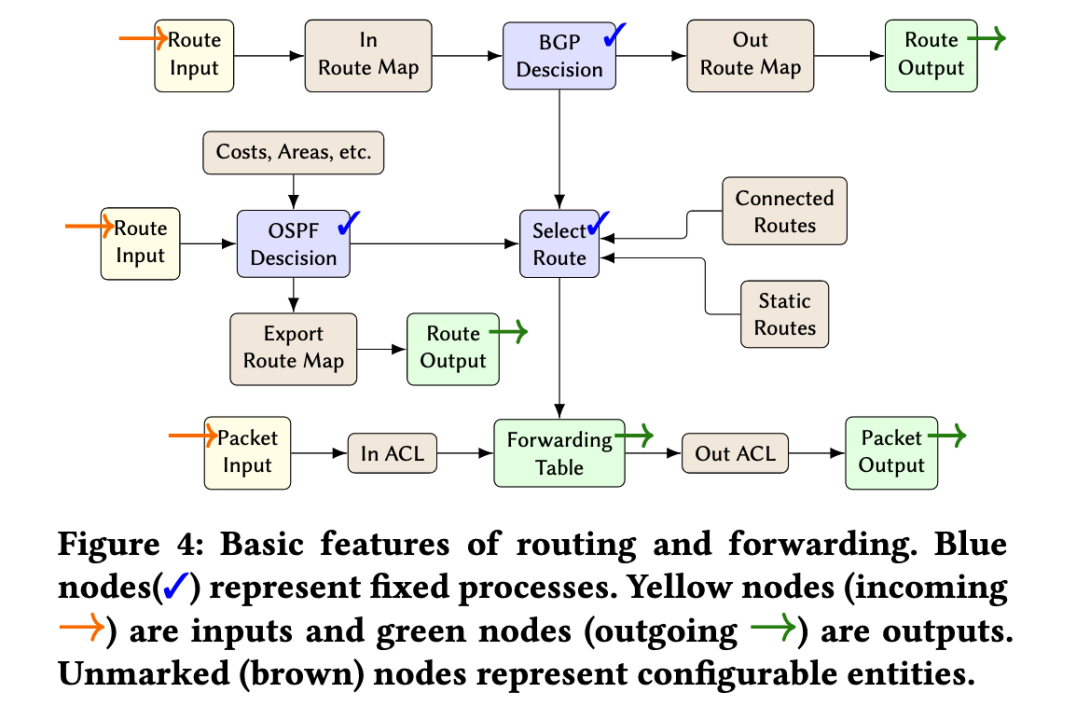 Route
Input
In
Route Map
BGP
Descision
✓
Out
Route Map
Route
Output
Costs, Areas, etc.
Route
Input
OSPF
Descision
✓
Select
Route
✓
Connected
Routes
Static
Routes
Export
Route Map
Route
Output
Packet
Input
In ACL
Forwarding
Table
Out ACL
Packet
Output
Figure 4: Basic features of routing and forwarding. Blue
nodes(✓) represent fixed processes. Yellow nodes (incoming
→) are inputs and green nodes (outgoing →) are outputs.
Unmarked (brown) nodes represent configurable entities.